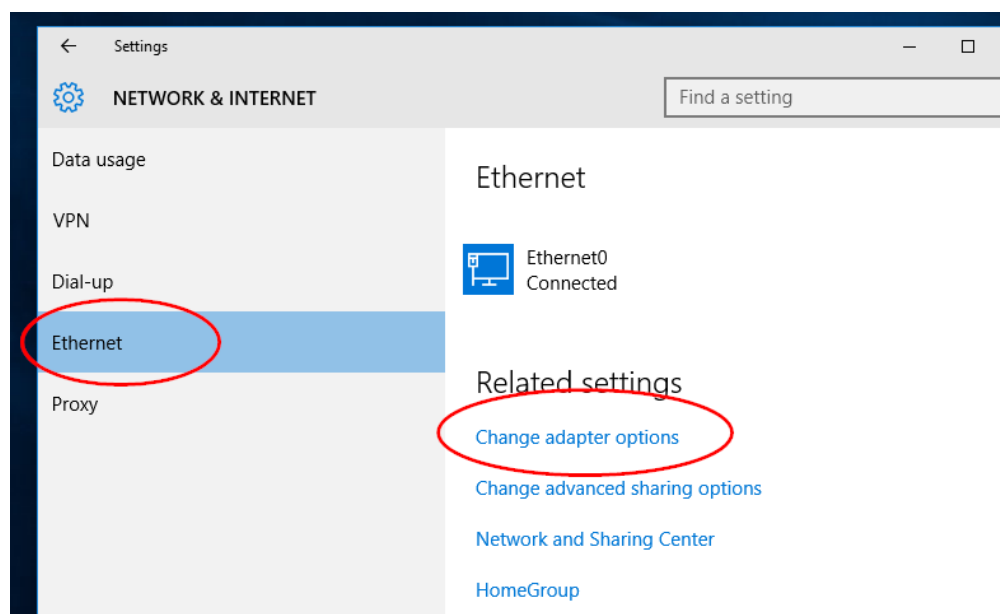 Settings
NETWORK & INTERNET
Find a setting
Data usage
VPN
Dial-up
Ethernet
Proxy
Ethernet
Ethernet0
Connected
Related settings
Change adapter options
Change advanced sharing options
Network and Sharing Center
HomeGroup